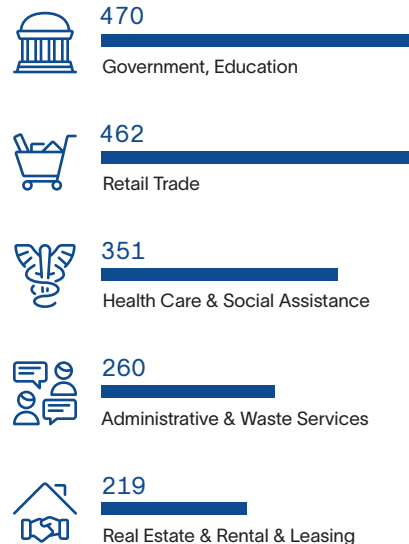 470
Government, Education
462
Retail Trade
351
Health Care & Social Assistance
260
Administrative & Waste Services
219
Real Estate & Rental & Leasing